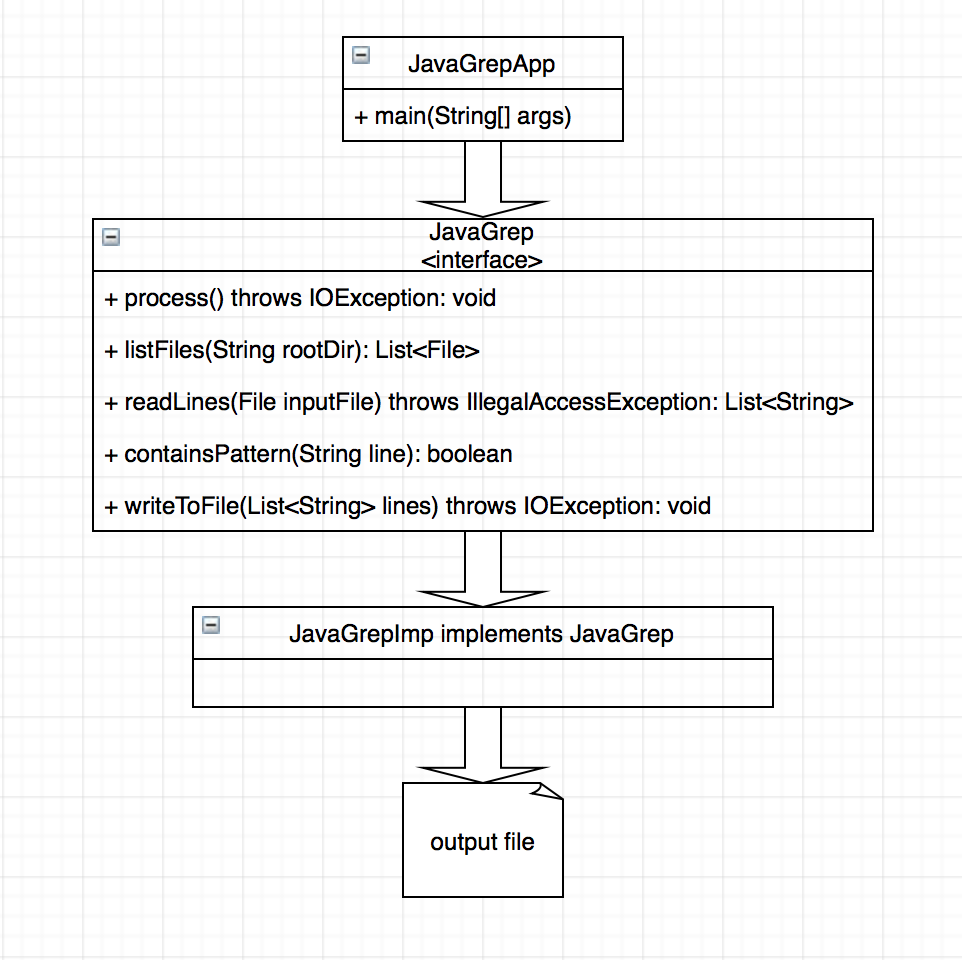 JavaGrepApp
+ main(String[] args)
JavaGrep
<interface>
+ process() throws IOException: void
+ listFiles(String rootDir): List<File>
+ readLines(File inputFile) throws IllegalAccessException: List<String>
+ containsPattern(String line): boolean
+ writeToFile(List<String> lines) throws IOException: void
JavaGrepImp implements JavaGrep
output file